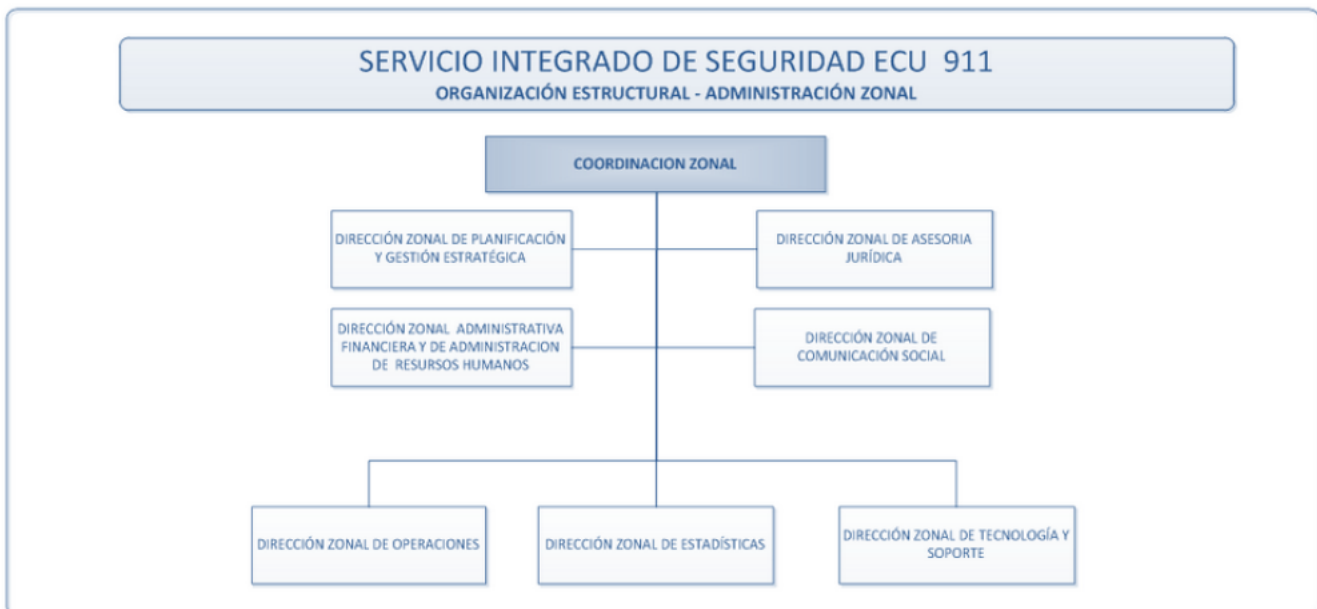 SERVICIO INTEGRADO DE SEGURIDAD ECU 911
ORGANIZACIÓN ESTRUCTURAL - ADMINISTRACIÓN ZONAL
COORDINACION ZONAL
DIRECCIÓN ZONAL DE PLANIFICACIÓN
Y GESTIÓN ESTRATÉGICA
DIRECCIÓN ZONAL DE ASESORIA
JURÍDICA
DIRECCIÓN ZONAL ADMINISTRATIVA
FINANCIERA Y DE ADMINISTRACION
DE RESURSOS HUMANOS
DIRECCIÓN ZONAL DE
COMUNICACIÓN SOCIAL
DIRECCIÓN ZONAL DE OPERACIONES
DIRECCIÓN ZONAL DE ESTADÍSTICAS
DIRECCIÓN ZONAL DE TECNOLOGÍA Y
SOPORTE